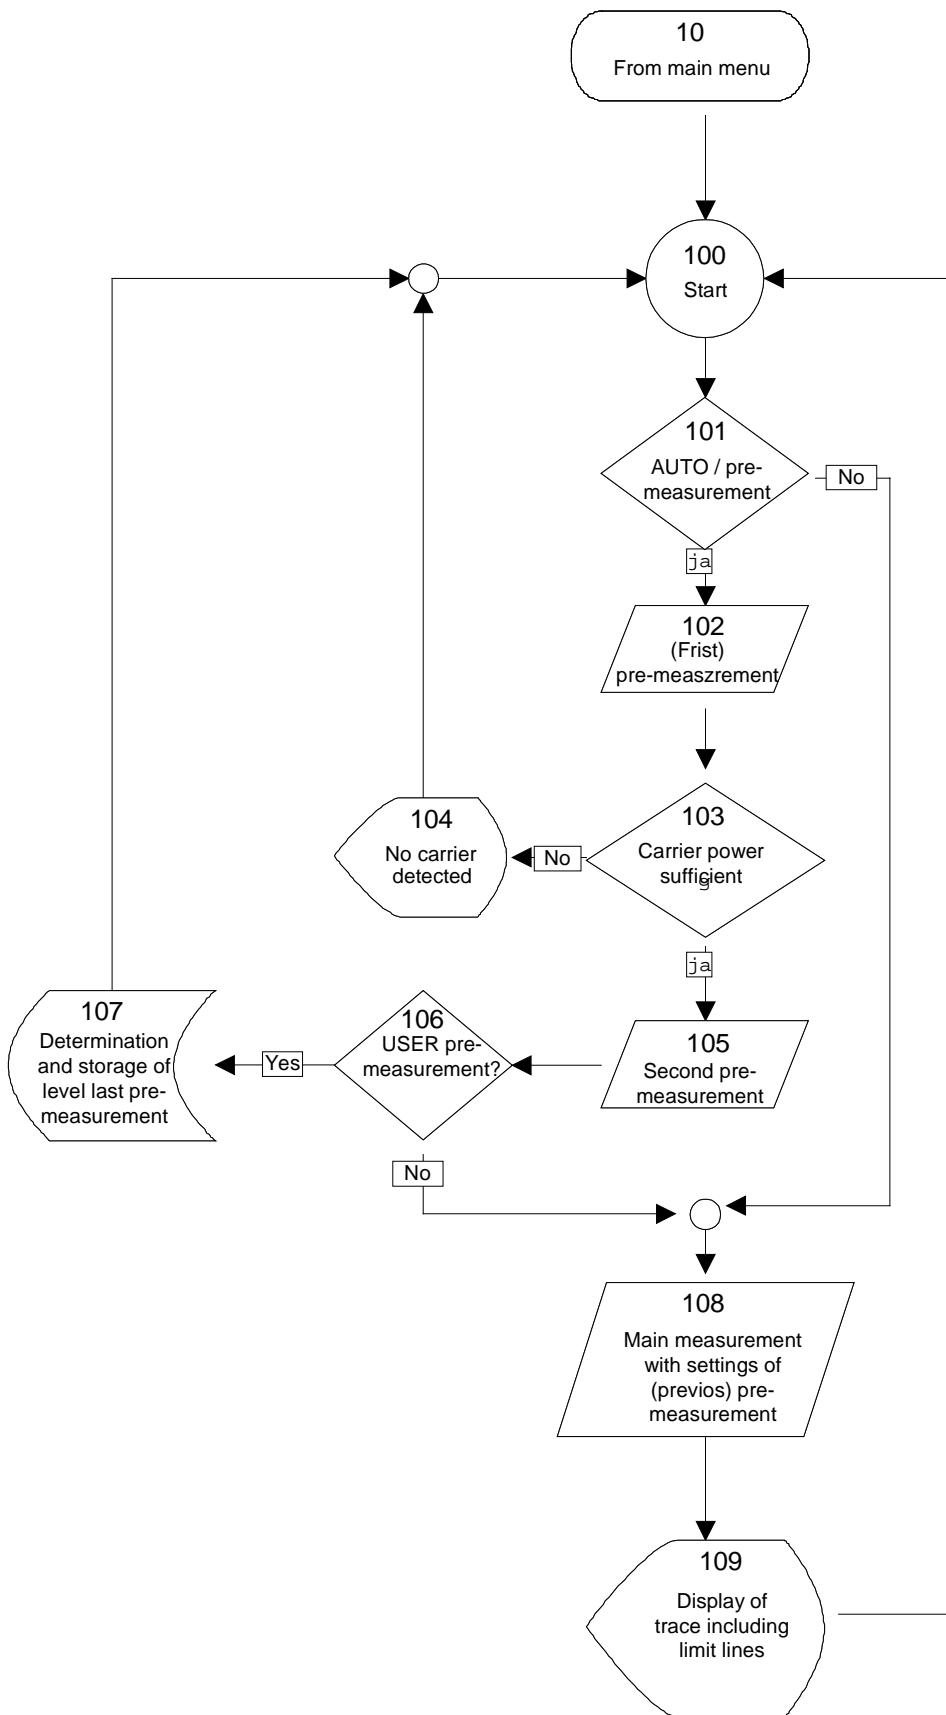 10
From main menu
100
Start
101
AUTO / pre-
measurement
No
ja
102
(Frist)
pre-measzrement
103
Carrier power
sufficient
g
No
104
No carrier
detected
ja
105
Second pre-
measurement
106
USER pre-
measurement?
Yes
107
Determination
and storage of
level last pre-
measurement
No
108
Main measurement
with settings of
(previos) pre-
measurement
109
Display of
trace including
limit lines